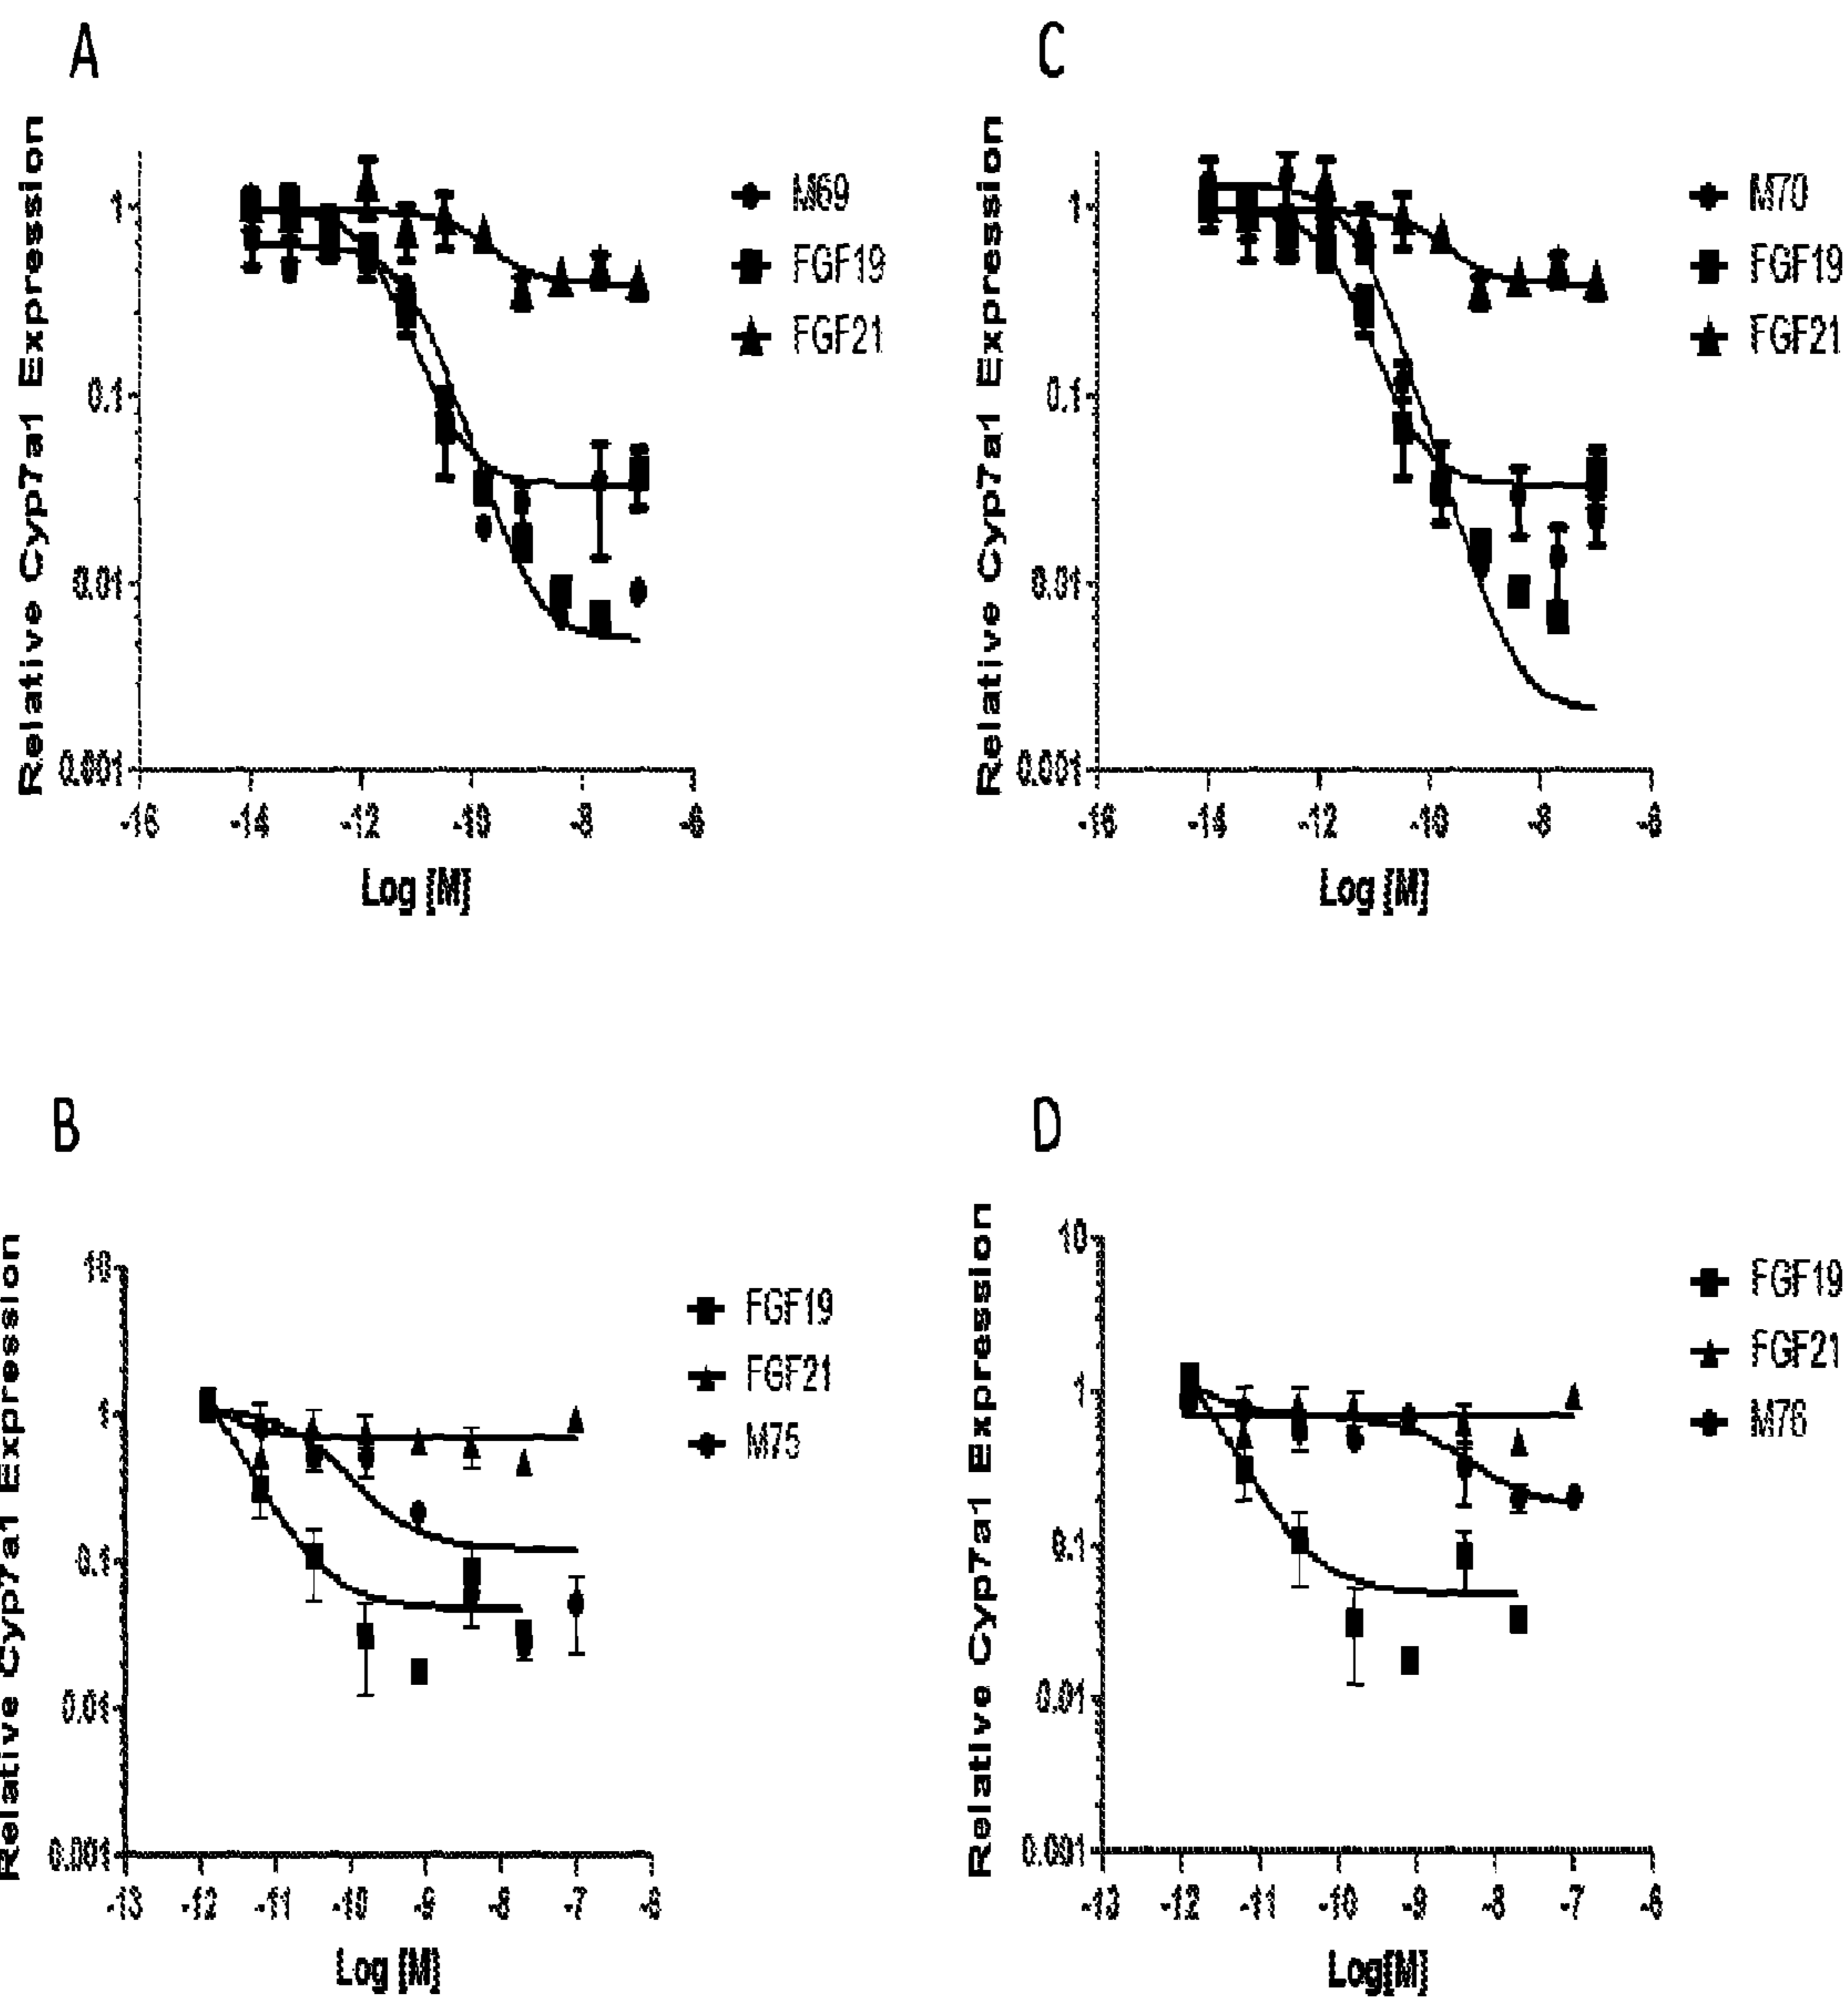 A
Relative Cyp7a1 Expression
1
0.1
0.01
0.001
-16
-14
-12
-10
-8
-6
Log [M]
M69
FGF19
FGF21
C
Relative Cyp7a1 Expression
1
0.1
0.01
0.001
-16
-14
-12
-10
-8
-6
Log [M]
M70
FGF19
FGF21
B
Relative Cyp7a1 Expression
10
1
0.1
0.01
0.001
-13
-12
-11
-10
-9
-8
-7
-6
Log [M]
FGF19
FGF21
M75
D
Relative Cyp7a1 Expression
10
1
0.1
0.01
0.001
-13
-12
-11
-10
-9
-8
-7
-6
Log[M]
FGF19
FGF21
M76